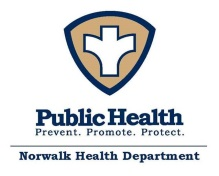 Public Health
Prevent. Promote. Protect.
Norwalk Health Department